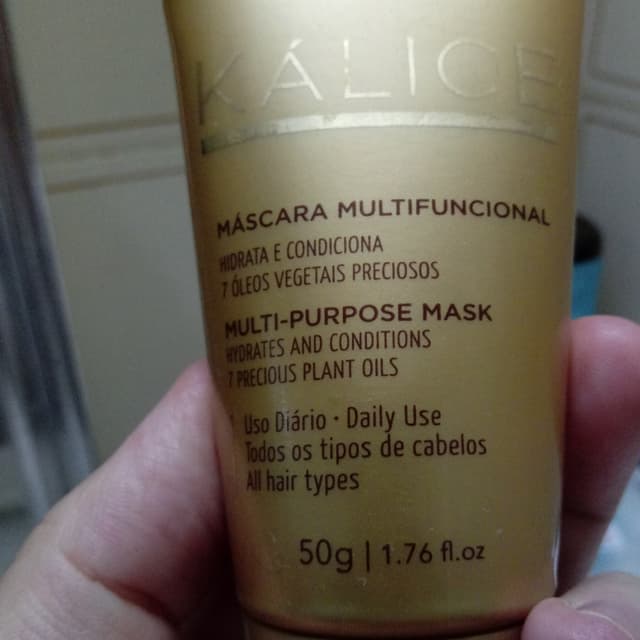 KÁLICE
MÁSCARA MULTIFUNCIONAL
HIDRATA E CONDICIONA
7 ÓLEOS VEGETAIS PRECIOSOS
MULTI-PURPOSE MASK
HYDRATES AND CONDITIONS
7 PRECIOUS PLANT OILS
Uso Diário · Daily Use
Todos os tipos de cabelos
All hair types
50g | 1.76 fl.oz